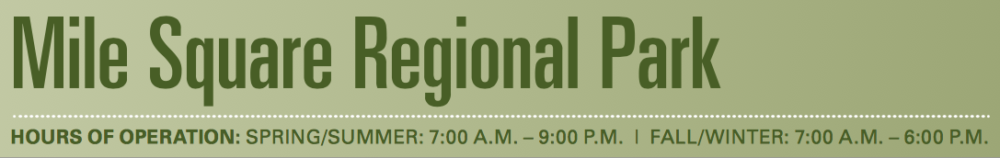 Mile Square Regional Park
HOURS OF OPERATION: SPRING/SUMMER: 7:00 A.M. – 9:00 P.M. | FALL/WINTER: 7:00 A.M. – 6:00 P.M.